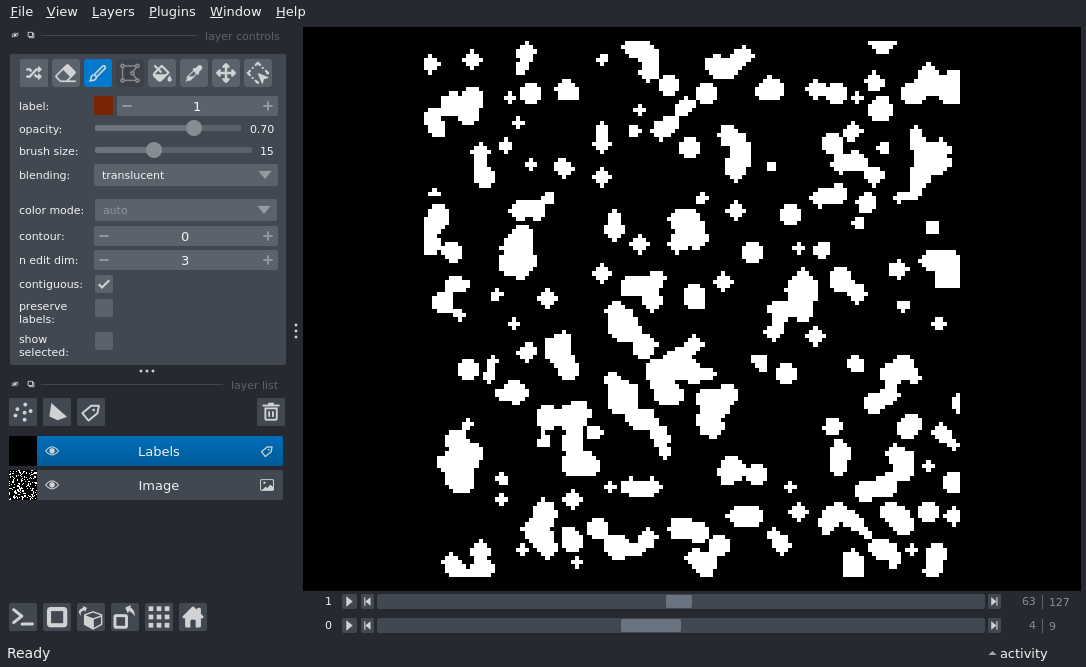 File View Layers Plugins Window Help
layer controls
label: 1
opacity: 0.70
brush size: 15
blending: translucent
color mode: auto
contour: 0
n edit dim: 3
contiguous:
preserve
labels:
show
selected:
layer list
Labels
Image
1 63 127
0 4 9
Ready activity